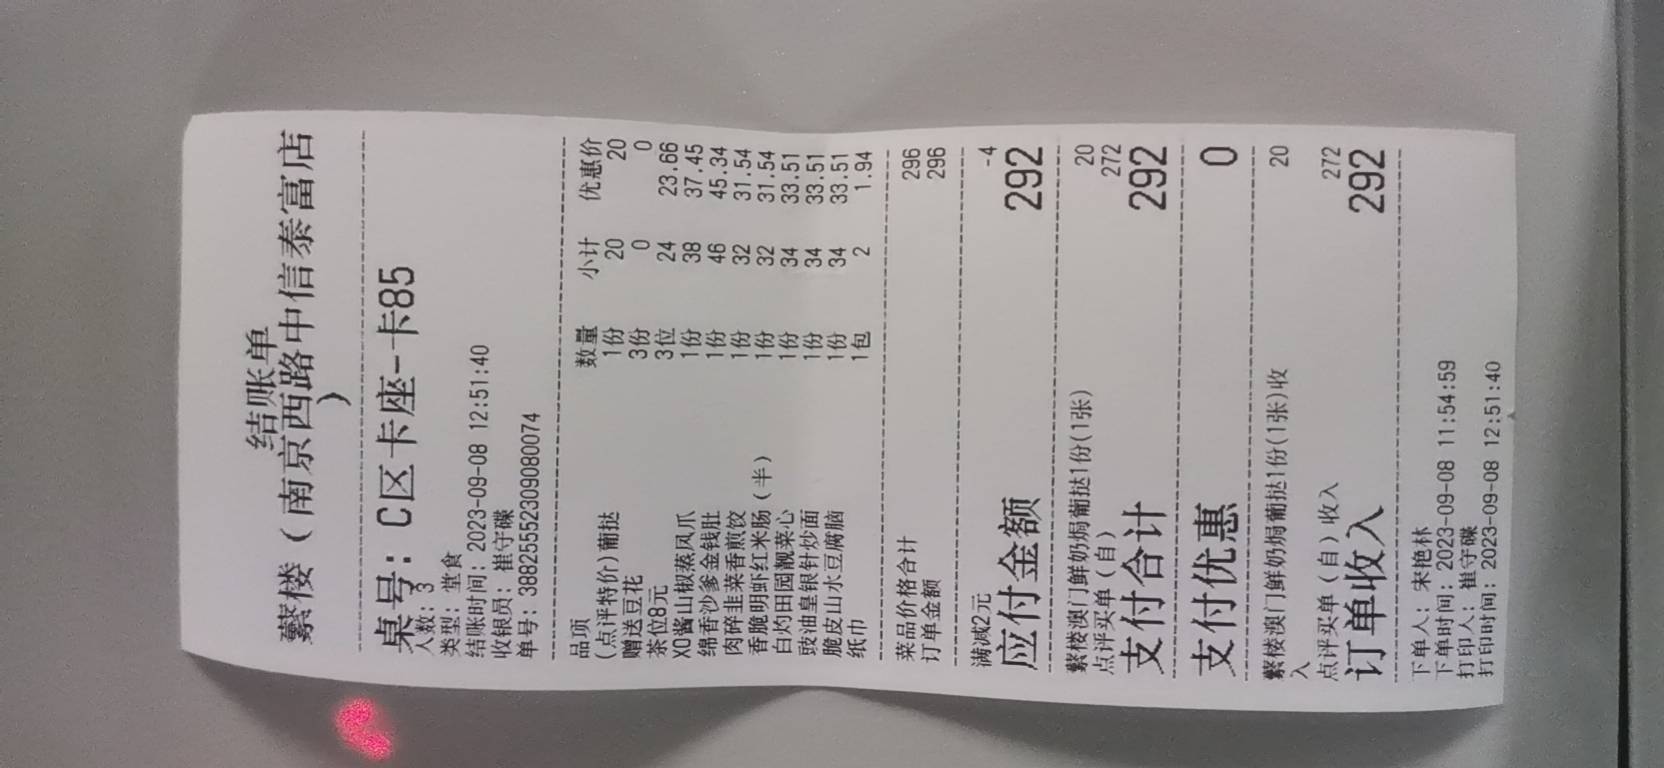 结账单
繁楼（南京西路中信泰富店
）
桌号: C区卡座-卡85
人数: 3
类型: 堂食
结账时间: 2023-09-08 12:51:40
收银员: 崔守碟
单号: 3882555230908​0074
品项 数量 小计 优惠价
(点评特价)葡挞 1份 20 20
赠送豆花 3份 0 0
茶位8元 3位 24 23.66
XO酱山椒蒸凤爪 1份 38 37.45
绵香沙爹金钱肚 1份 46 45.34
肉碎韭菜香煎饺 1份 32 31.54
香脆明虾红米肠(半) 1份 32 31.54
白灼田园靓菜心 1份 34 33.51
豉油皇银针炒面 1份 34 33.51
脆皮山水豆腐脑 1份 34 33.51
纸巾 1包 2 1.94
菜品价格合计 296
订单金额 296
满减2元 -4
应付金额 292
繁楼澳门鲜奶焗葡挞1份(1张) 20
点评买单(自) 272
支付合计 292
支付优惠 0
繁楼澳门鲜奶焗葡挞1份(1张)收 20
入
点评买单(自)收入 272
订单收入 292
下单人: 宋艳林
下单时间: 2023-09-08 11:54:59
打印人: 崔守碟
打印时间: 2023-09-08 12:51:40